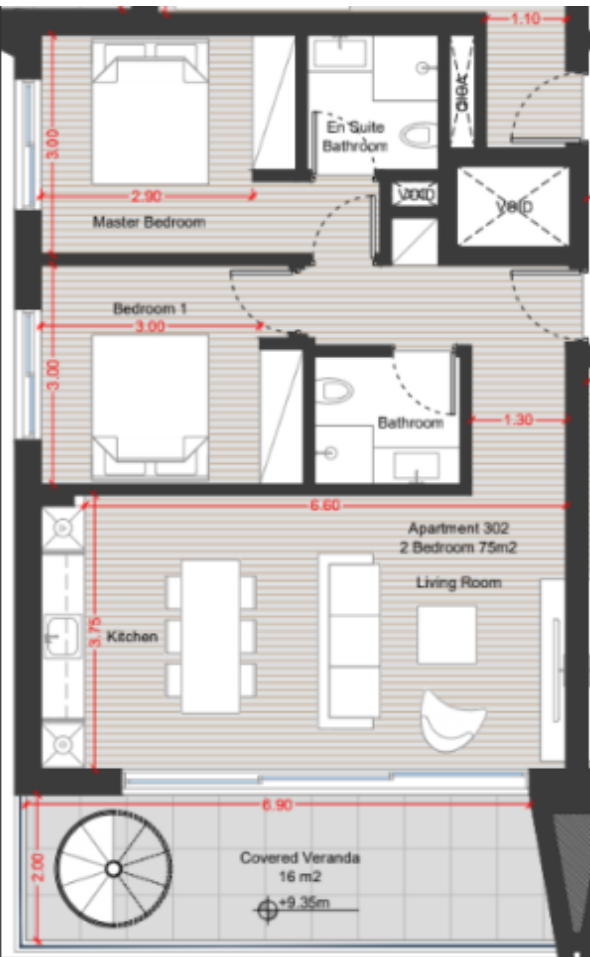 1.10
En Suite
Bathroom
3.00
2.90
VOID
VOID
Master Bedroom
Bedroom 1
3.00
3.00
Bathroom
1.30
6.60
Apartment 302
2 Bedroom 75m2
Living Room
3.75
Kitchen
6.90
2.00
Covered Veranda
16 m2
+9.35m